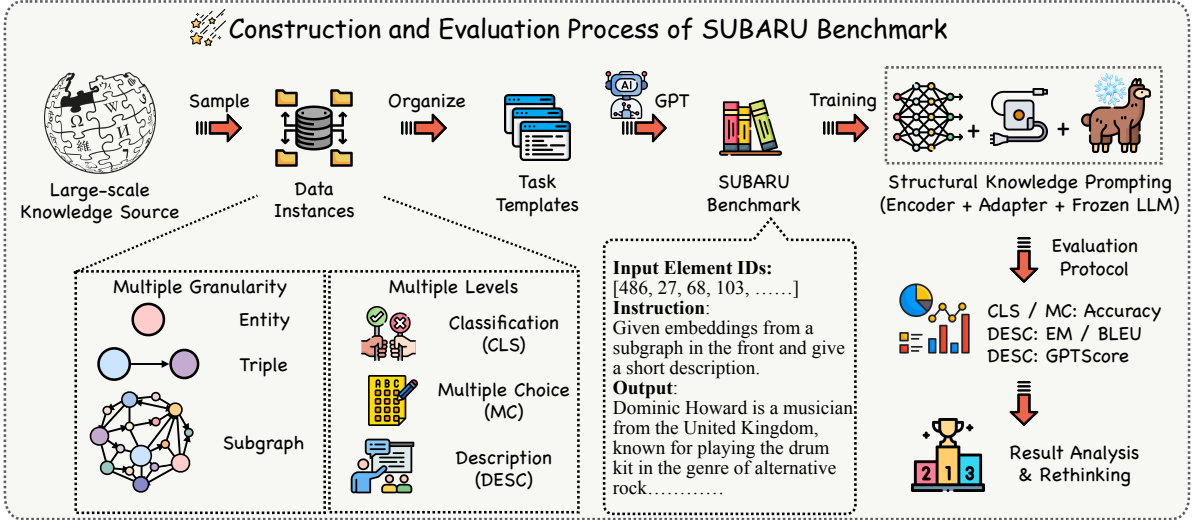 Construction and Evaluation Process of SUBARU Benchmark
Sample
Organize
AI
GPT
Training
Large-scale
Knowledge Source
Data
Instances
Task
Templates
SUBARU
Benchmark
Structural Knowledge Prompting
(Encoder + Adapter + Frozen LLM)
+
+
Multiple Granularity
Entity
Triple
Subgraph
Multiple Levels
Classification
(CLS)
ABC
Multiple Choice
(MC)
Description
(DESC)
Input Element IDs:
[486, 27, 68, 103, ……]
Instruction:
Given embeddings from a
subgraph in the front and give
a short description.
Output:
Dominic Howard is a musician
from the United Kingdom,
known for playing the drum
kit in the genre of alternative
rock…………
Evaluation
Protocol
CLS / MC: Accuracy
DESC: EM / BLEU
DESC: GPTScore
Result Analysis
& Rethinking
2 1 3